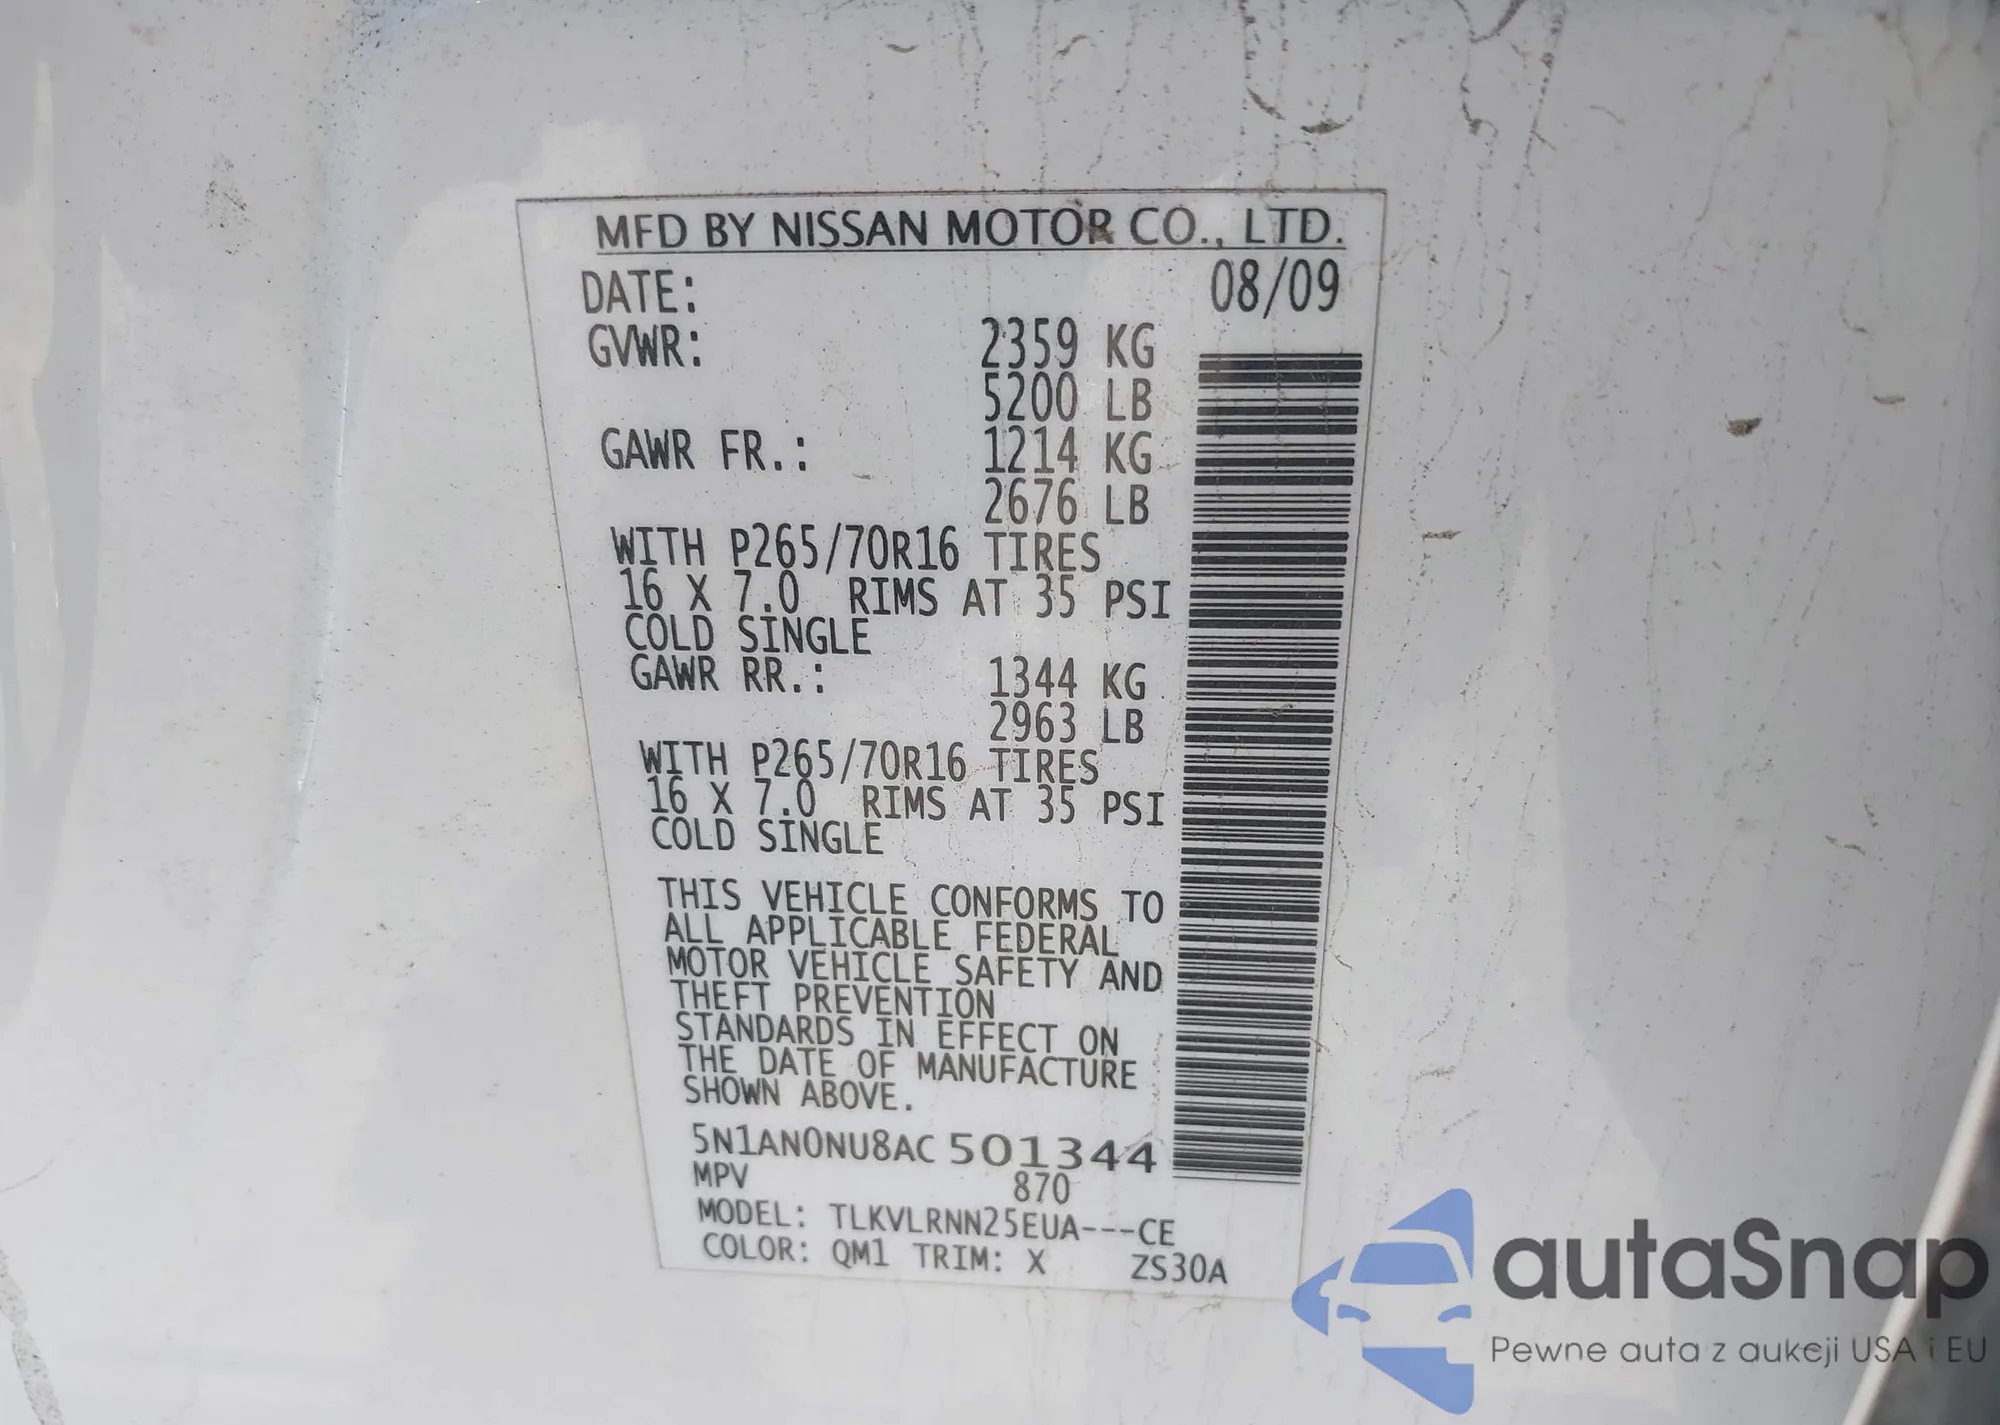 MFD BY NISSAN MOTOR CO., LTD.
DATE: 08/09
GVWR: 2359 KG
5200 LB
GAWR FR.: 1214 KG
2676 LB
WITH P265/70R16 TIRES
16 X 7.0 RIMS AT 35 PSI
COLD SINGLE
GAWR RR.: 1344 KG
2963 LB
WITH P265/70R16 TIRES
16 X 7.0 RIMS AT 35 PSI
COLD SINGLE
THIS VEHICLE CONFORMS TO
ALL APPLICABLE FEDERAL
MOTOR VEHICLE SAFETY AND
THEFT PREVENTION
STANDARDS IN EFFECT ON
THE DATE OF MANUFACTURE
SHOWN ABOVE.
5N1AN0NU8AC 501344
MPV 870
MODEL: TLKVLRNN25EUA---CE
COLOR: QM1 TRIM: X ZS30A
autaSnap
Pewne auta z aukcji USA i EU